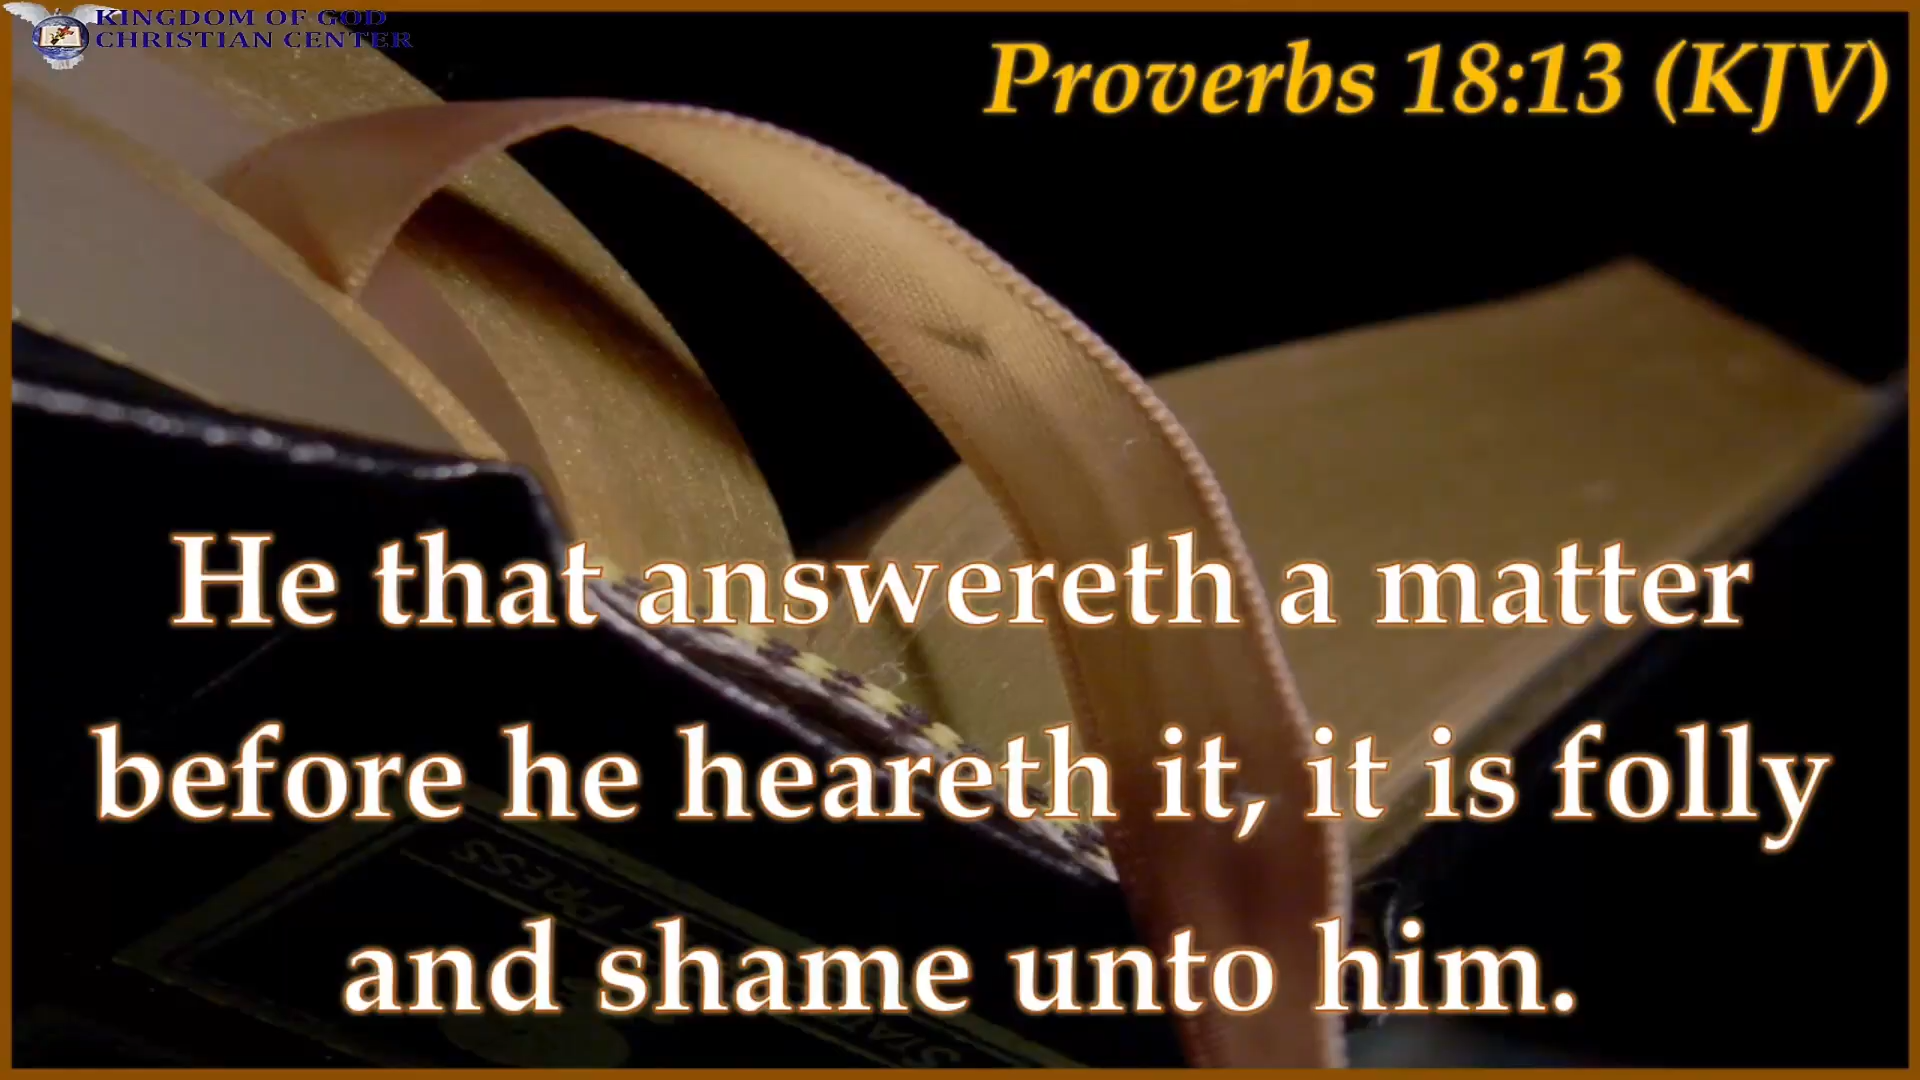 KINGDOM OF GOD
CHRISTIAN CENTER
Proverbs 18:13 (KJV)
He that answereth a matter
before he heareth it, it is folly
and shame unto him.
PRESS